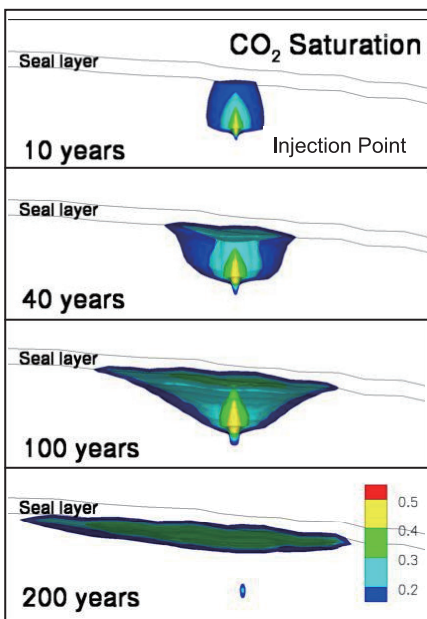 CO₂ Saturation
Seal layer
Injection Point
10 years
Seal layer
40 years
Seal layer
100 years
Seal layer
0.5
0.4
0.3
0.2
200 years